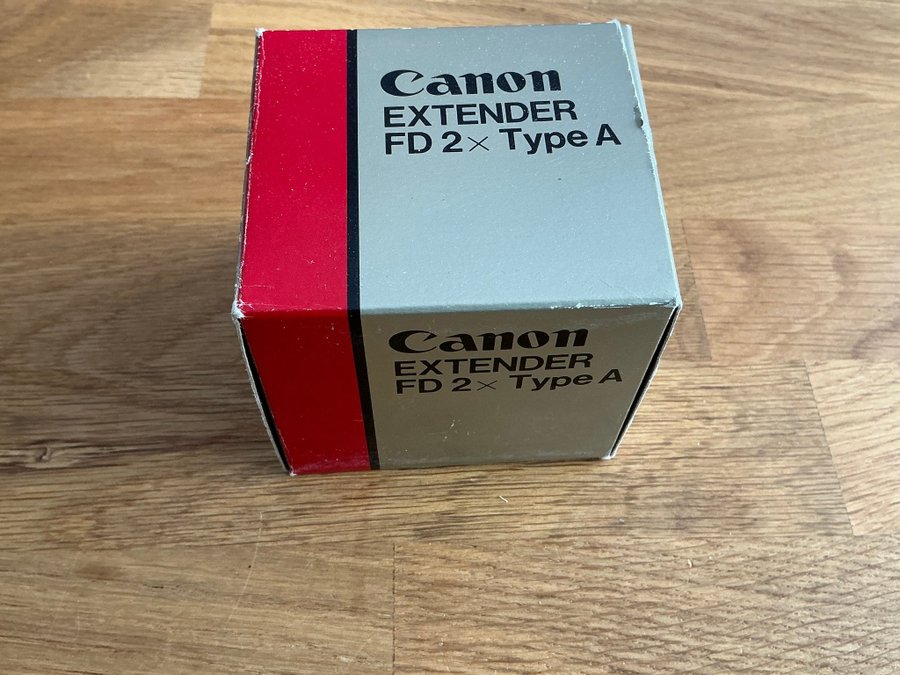 Canon
EXTENDER
FD 2× Type A
Canon
EXTENDER
FD 2× Type A